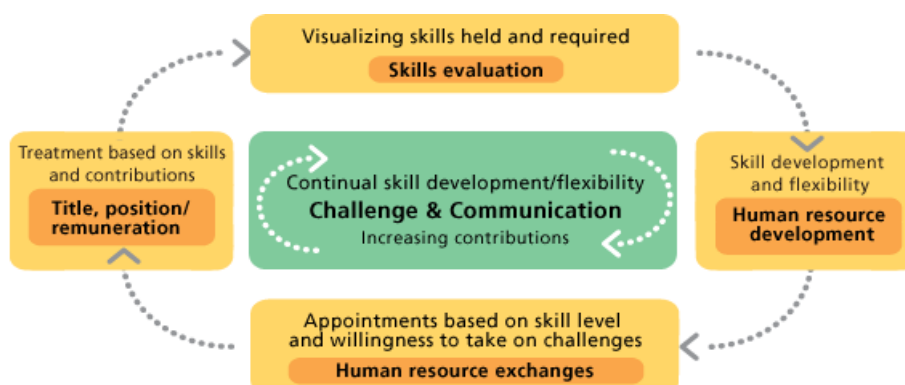 Visualizing skills held and required
Skills evaluation
Treatment based on skills
and contributions
Title, position/
remuneration
Continual skill development/flexibility
Challenge & Communication
Increasing contributions
Skill development
and flexibility
Human resource
development
Appointments based on skill level
and willingness to take on challenges
Human resource exchanges